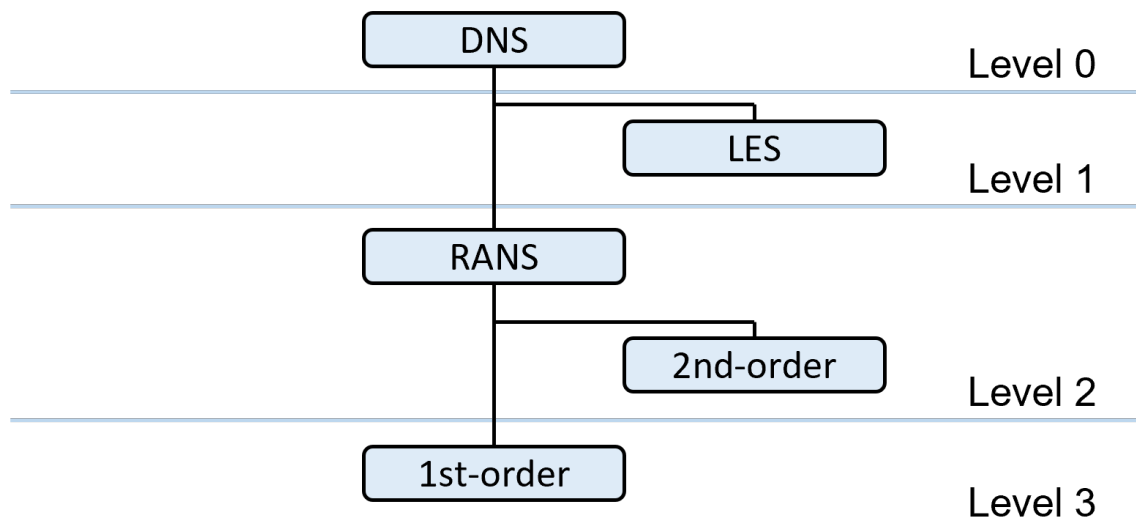 DNS
Level 0
LES
Level 1
RANS
2nd-order
Level 2
1st-order
Level 3